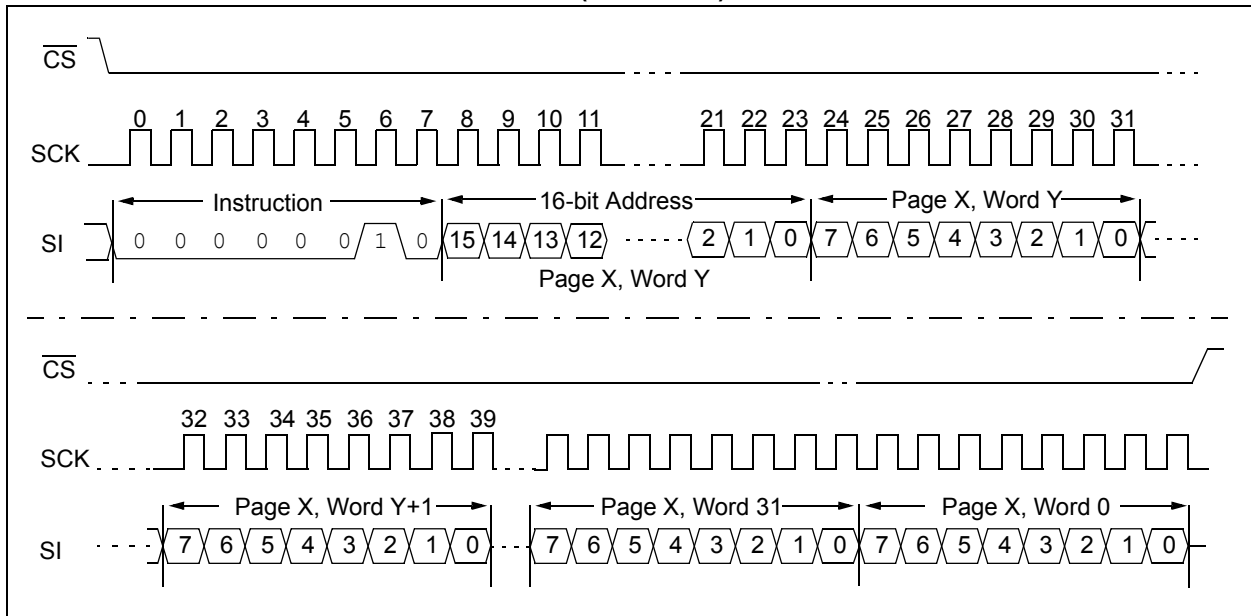 CS
0 1 2 3 4 5 6 7 8 9 10 11 21 22 23 24 25 26 27 28 29 30 31
SCK
Instruction 16-bit Address Page X, Word Y
SI 0 0 0 0 0 0 1 0 15 14 13 12 2 1 0 7 6 5 4 3 2 1 0
Page X, Word Y
CS
32 33 34 35 36 37 38 39
SCK
Page X, Word Y+1 Page X, Word 31 Page X, Word 0
SI 7 6 5 4 3 2 1 0 7 6 5 4 3 2 1 0 7 6 5 4 3 2 1 0